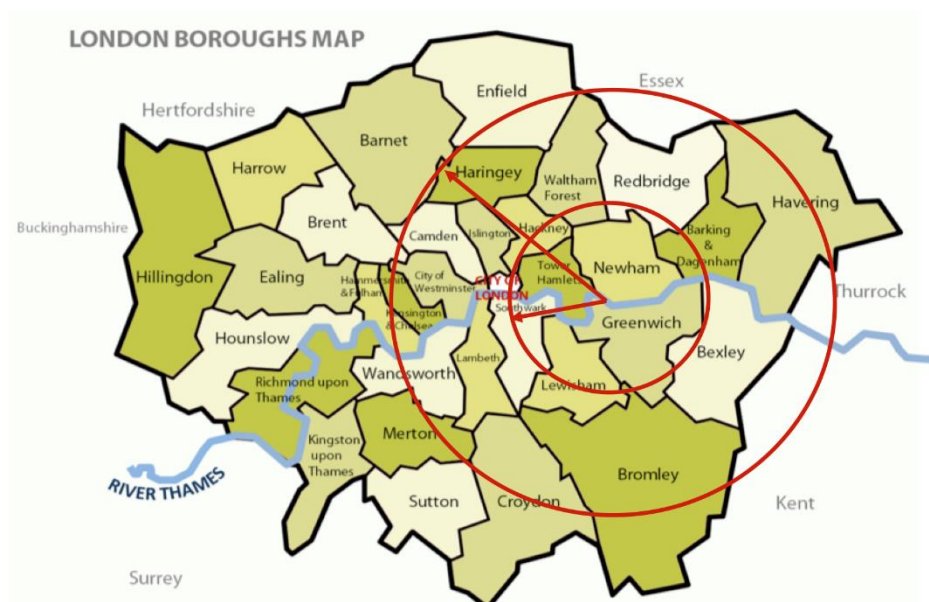 LONDON BOROUGHS MAP
Essex
Enfield
Hertfordshire
Barnet
Harrow
Haringey
Waltham
Forest
Redbridge
Havering
Brent
Camden
Islington
Hackney
Buckinghamshire
Barking
&
Dagenham
Hillingdon
Ealing
Hammersmith
& Fulham
City of
Westminster
CITY OF
LONDON
Tower
Hamlets
Newham
Thurrock
Kensington
& Chelsea
Southwark
Greenwich
Hounslow
Bexley
Lambeth
Wandsworth
Richmond upon
Thames
Lewisham
Merton
Kingston
upon
Thames
Bromley
RIVER THAMES
Sutton
Croydon
Kent
Surrey